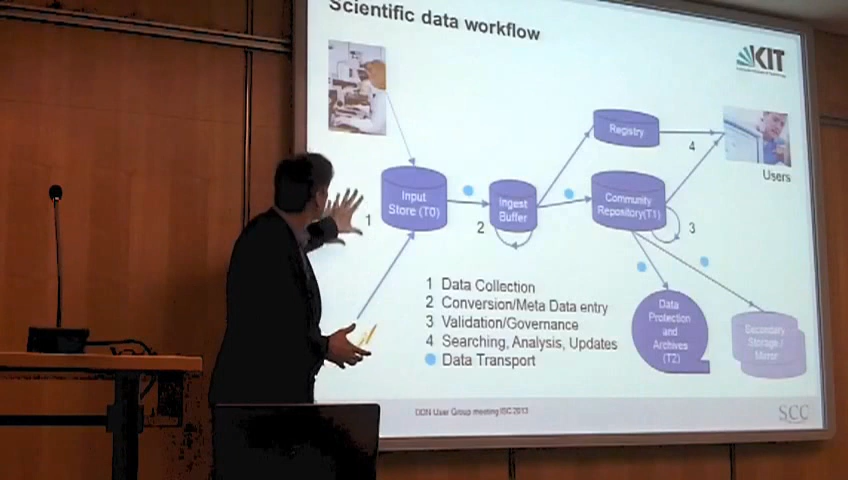 Scientific data workflow
KIT
Registry
4
Users
Input
Store (T0)
1
Ingest
Buffer
2
Community
Repository(T1)
3
1 Data Collection
2 Conversion/Meta Data entry
3 Validation/Governance
4 Searching, Analysis, Updates
Data Transport
Data
Protection
and
Archives
(T2)
Secondary
Storage /
Mirror
DDN User Group meeting ISC 2013
SCC